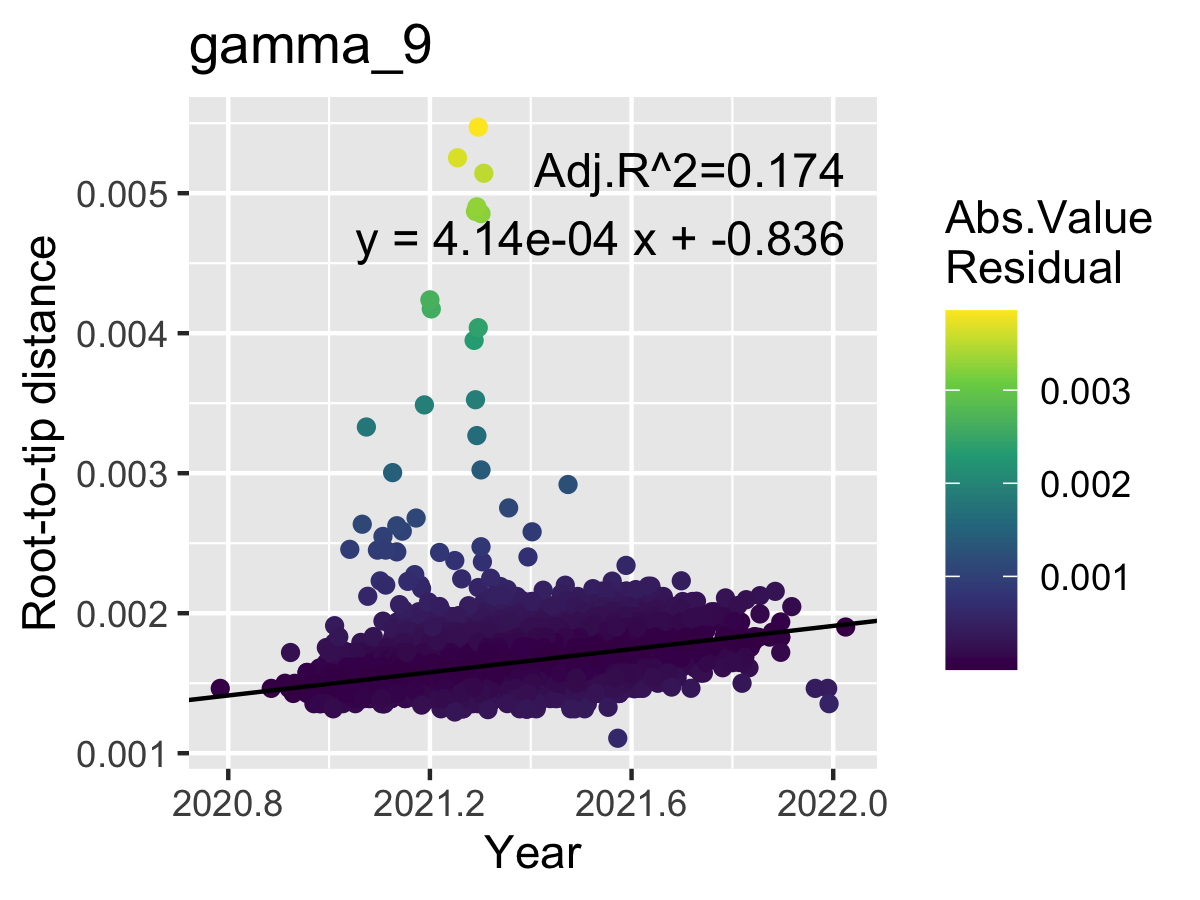 gamma_9
Adj.R^2=0.174
y = 4.14e-04 x + -0.836
0.005
0.004
0.003
0.002
0.001
Root-to-tip distance
2020.8
2021.2
2021.6
2022.0
Year
Abs.Value
Residual
0.003
0.002
0.001